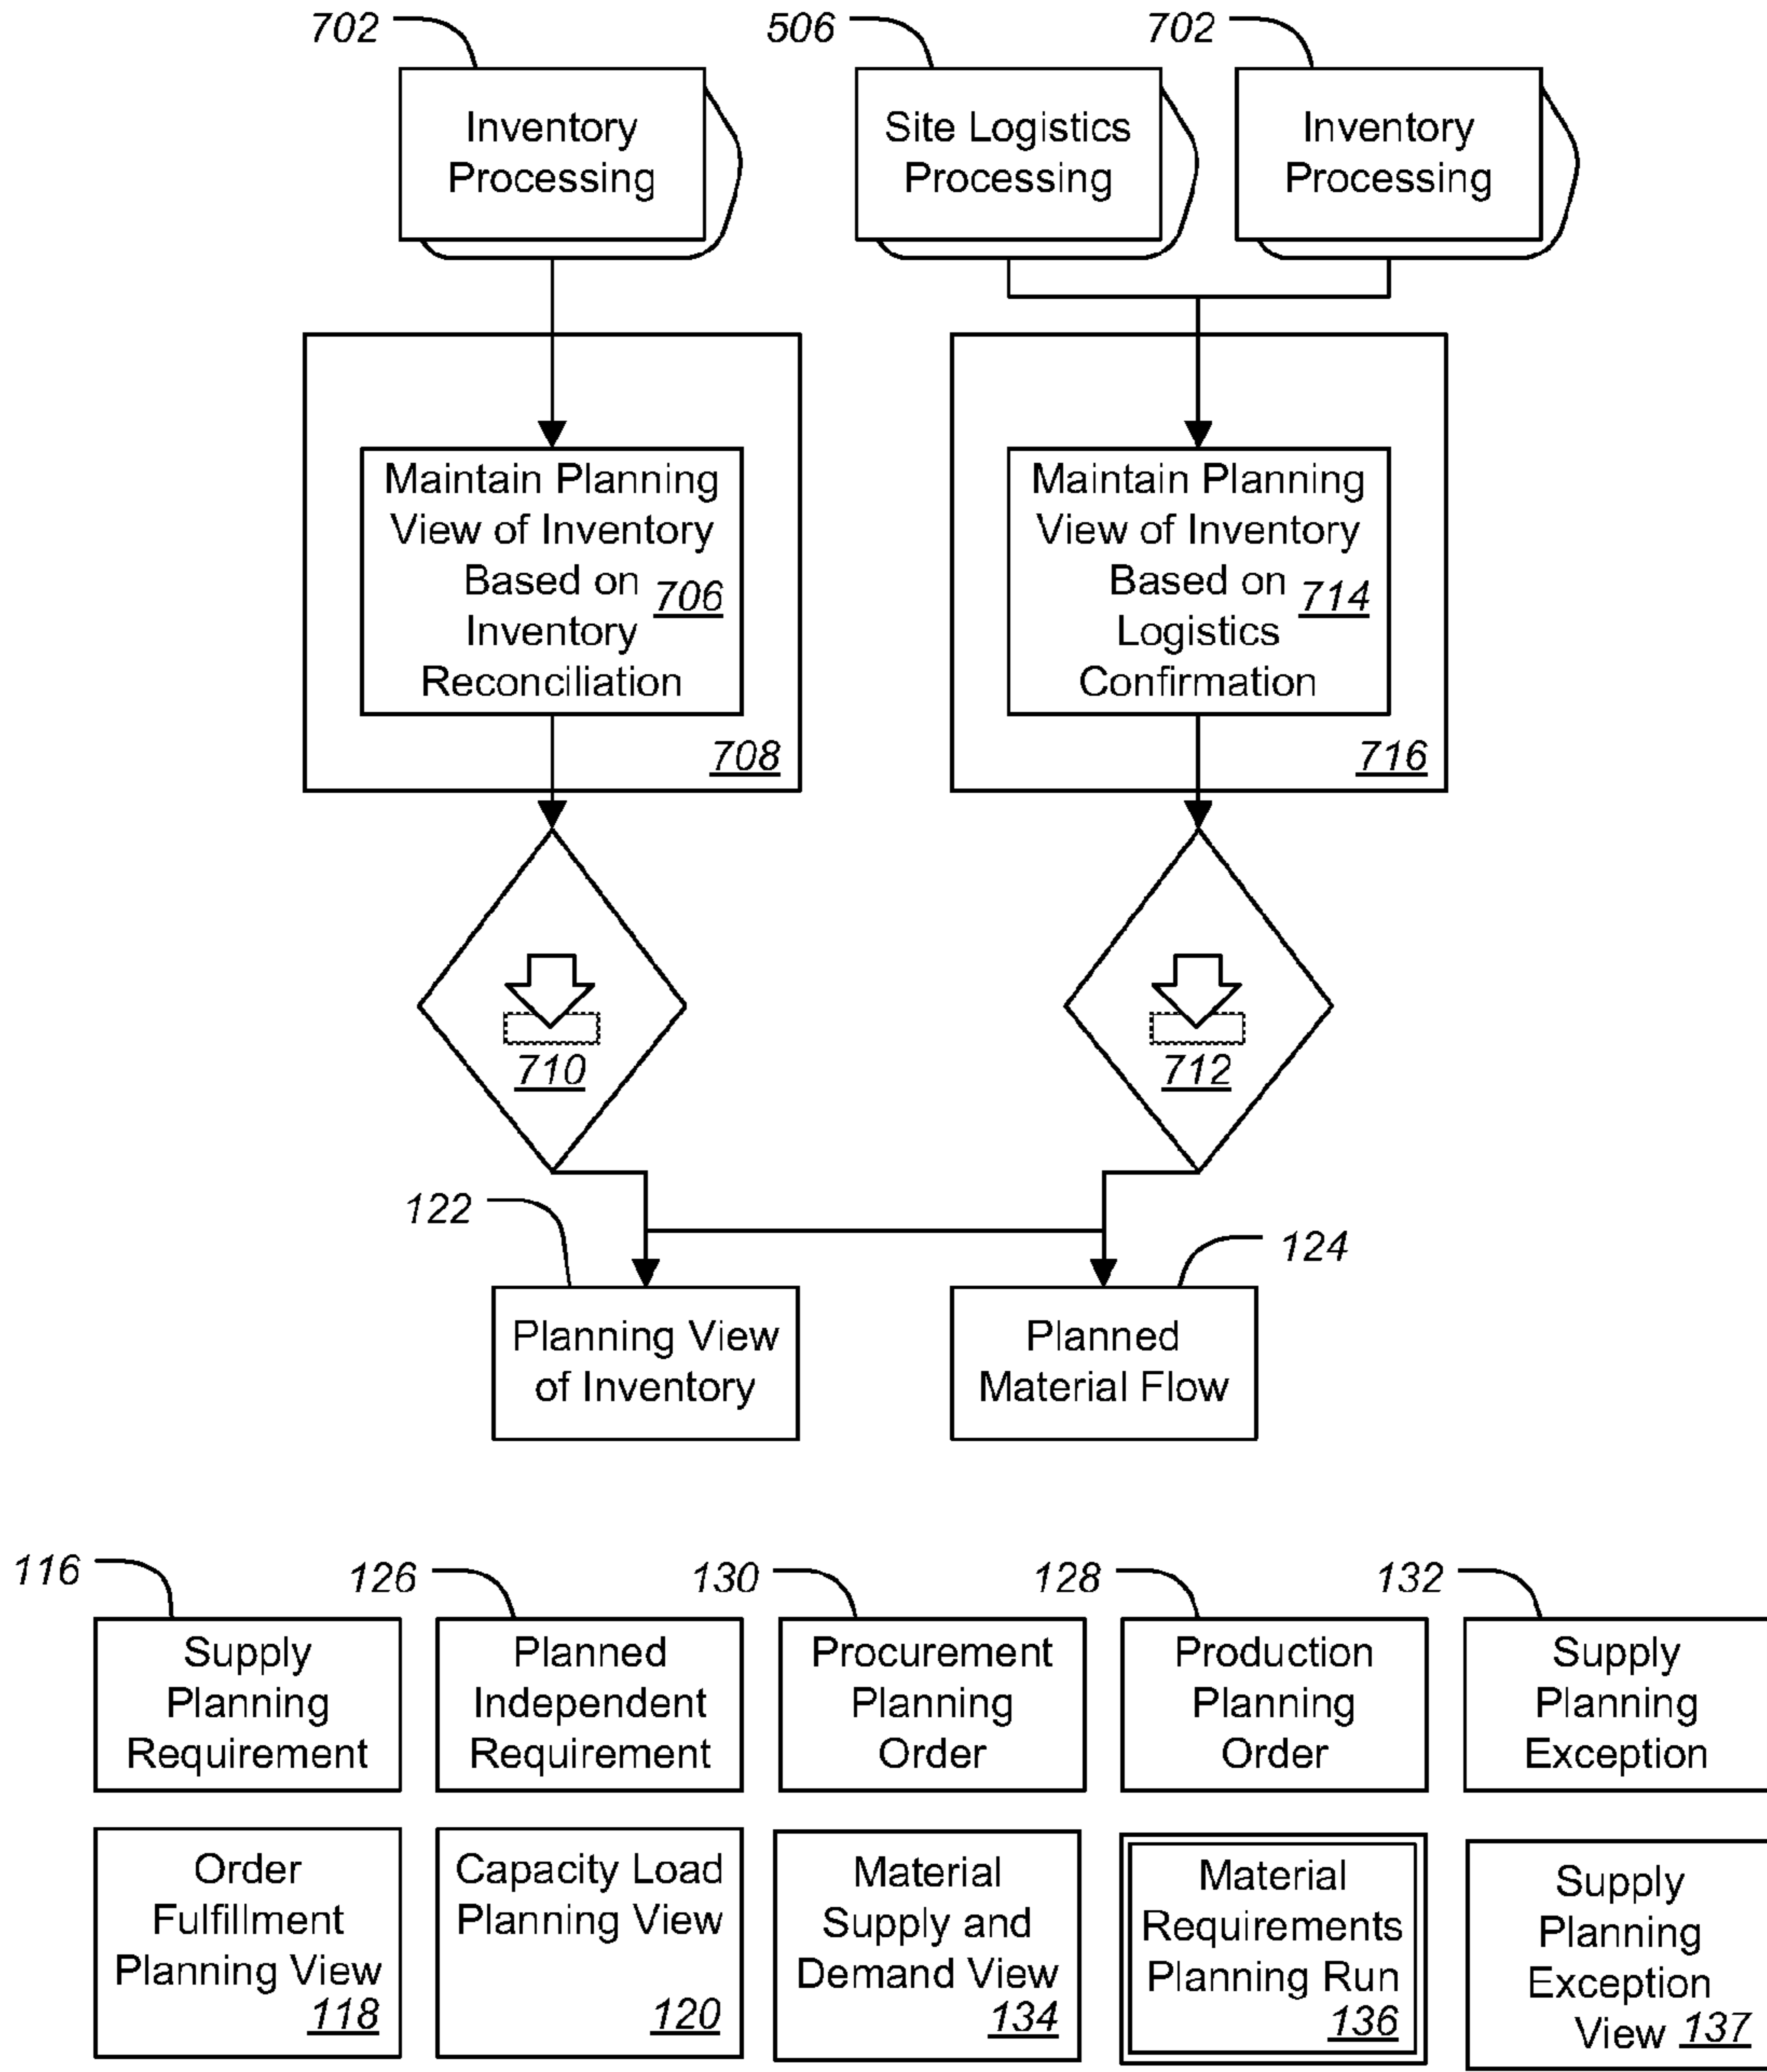 702
506
702
Inventory
Processing
Site Logistics
Processing
Inventory
Processing
Maintain Planning
View of Inventory
Based on
706
Inventory
Reconciliation
708
Maintain Planning
View of Inventory
Based on
714
Logistics
Confirmation
716
710
712
122
124
Planning View
of Inventory
Planned
Material Flow
116
126
130
128
132
Supply
Planning
Requirement
Planned
Independent
Requirement
Procurement
Planning
Order
Production
Planning
Order
Supply
Planning
Exception
Order
Fulfillment
Planning View
118
Capacity Load
Planning View
120
Material
Supply and
Demand View
134
Material
Requirements
Planning Run
136
Supply
Planning
Exception
View 137